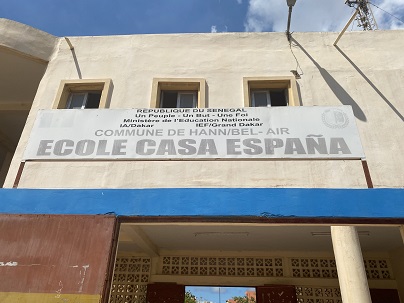 REPUBLIQUE DU SENEGAL
Un Peuple - Un But - Une Foi
Ministère de l'Education Nationale
IA/Dakar IEF/Grand Dakar
COMMUNE DE HANN/BEL-AIR
ECOLE CASA ESPAÑA